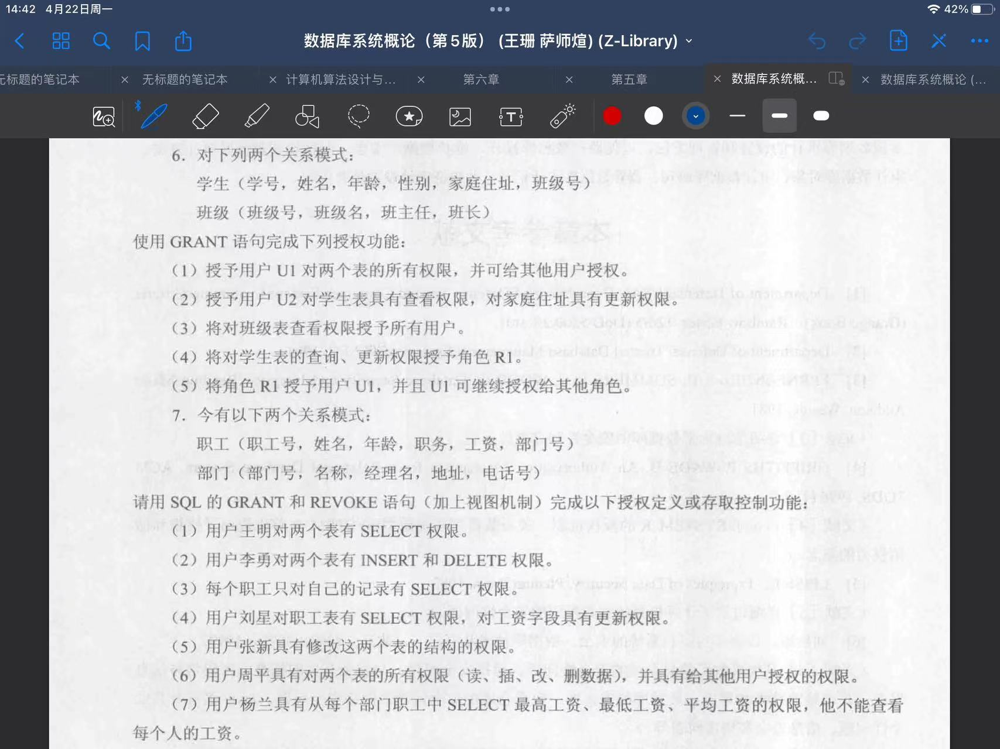 14:42 4月22日周一
42%
数据库系统概论（第5版） (王珊 萨师煊) (Z-Library)
无标题的笔记本
无标题的笔记本
计算机算法设计与...
第六章
第五章
数据库系统概...
数据库系统概论 (...
6. 对下列两个关系模式：
学生（学号，姓名，年龄，性别，家庭住址，班级号）
班级（班级号，班级名，班主任，班长）
使用 GRANT 语句完成下列授权功能：
（1）授予用户 U1 对两个表的所有权限，并可给其他用户授权。
（2）授予用户 U2 对学生表具有查看权限，对家庭住址具有更新权限。
（3）将对班级表查看权限授予所有用户。
（4）将对学生表的查询、更新权限授予角色 R1。
（5）将角色 R1 授予用户 U1，并且 U1 可继续授权给其他角色。
7. 今有以下两个关系模式：
职工（职工号，姓名，年龄，职务，工资，部门号）
部门（部门号，名称，经理名，地址，电话号）
请用 SQL 的 GRANT 和 REVOKE 语句（加上视图机制）完成以下授权定义或存取控制功能：
（1）用户王明对两个表有 SELECT 权限。
（2）用户李勇对两个表有 INSERT 和 DELETE 权限。
（3）每个职工只对自己的记录有 SELECT 权限。
（4）用户刘星对职工表有 SELECT 权限，对工资字段具有更新权限。
（5）用户张新具有修改这两个表的结构的权限。
（6）用户周平具有对两个表的所有权限（读、插、改、删数据），并具有给其他用户授权的权限。
（7）用户杨兰具有从每个部门职工中 SELECT 最高工资、最低工资、平均工资的权限，他不能查看
每个人的工资。